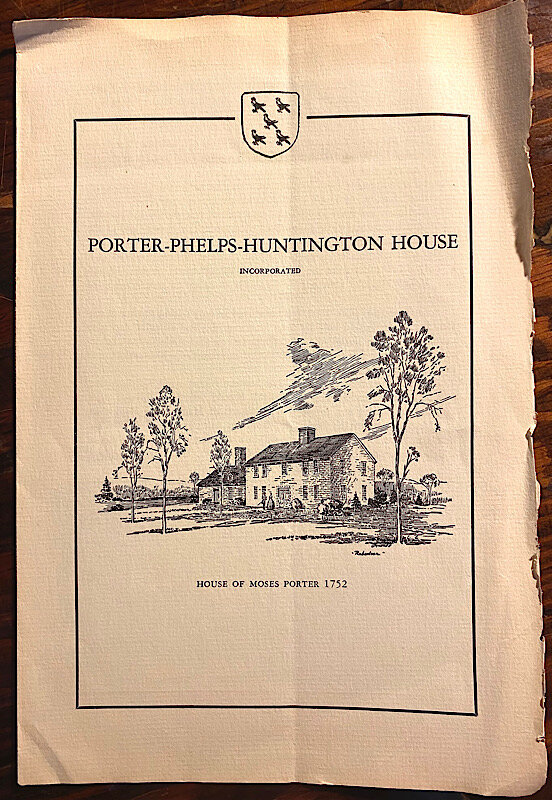 PORTER-PHELPS-HUNTINGTON HOUSE
INCORPORATED
HOUSE OF MOSES PORTER 1752